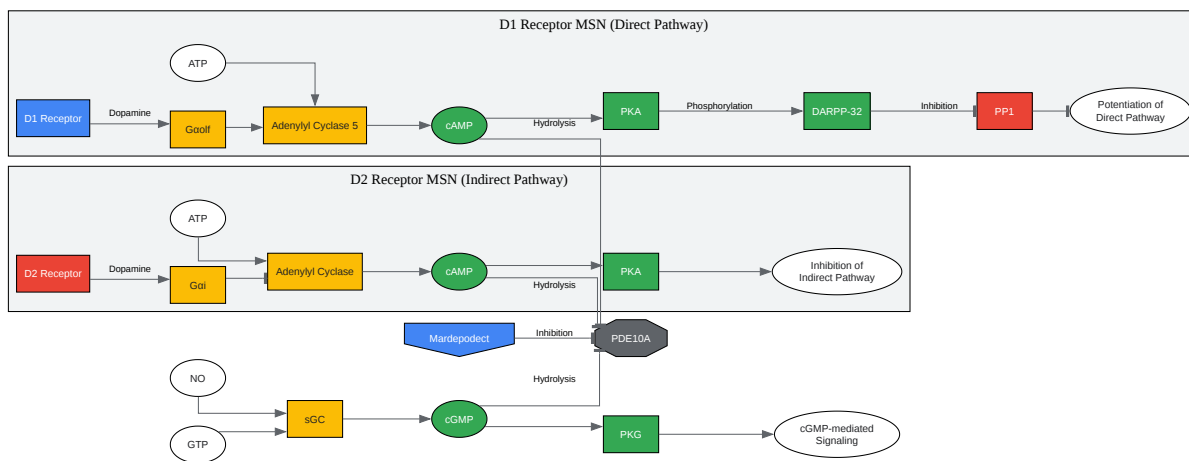 D1 Receptor MSN (Direct Pathway)
ATP
D1 Receptor
Dopamine
Gαolf
Adenylyl Cyclase 5
cAMP
Hydrolysis
PKA
Phosphorylation
DARPP-32
Inhibition
PP1
Potentiation of
Direct Pathway
D2 Receptor MSN (Indirect Pathway)
ATP
D2 Receptor
Dopamine
Gαi
Adenylyl Cyclase
cAMP
Hydrolysis
PKA
Inhibition of
Indirect Pathway
Mardepodect
Inhibition
PDE10A
NO
GTP
sGC
cGMP
Hydrolysis
PKG
cGMP-mediated
Signaling